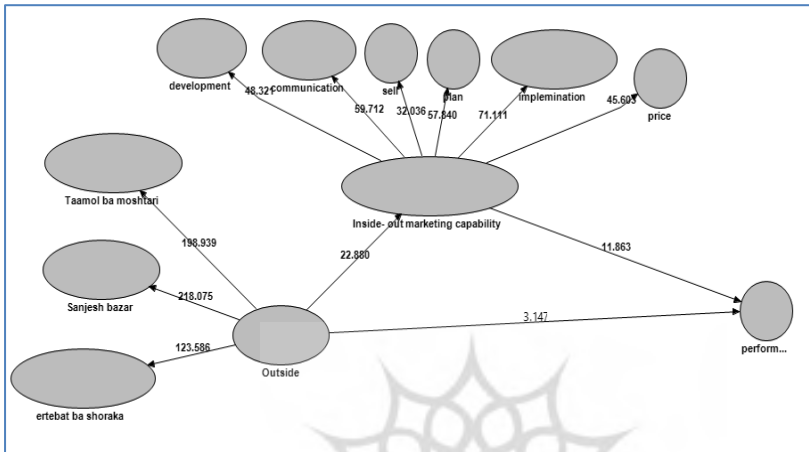 development
communication
sell
plan
implemination
price
48.321
59.712
32.036
57.840
71.111
45.603
Taamol ba moshtari
Inside- out marketing capability
198.939
22.880
11.863
Sanjesh bazar
218.075
3.147
123.586
Outside
perform...
ertebat ba shoraka